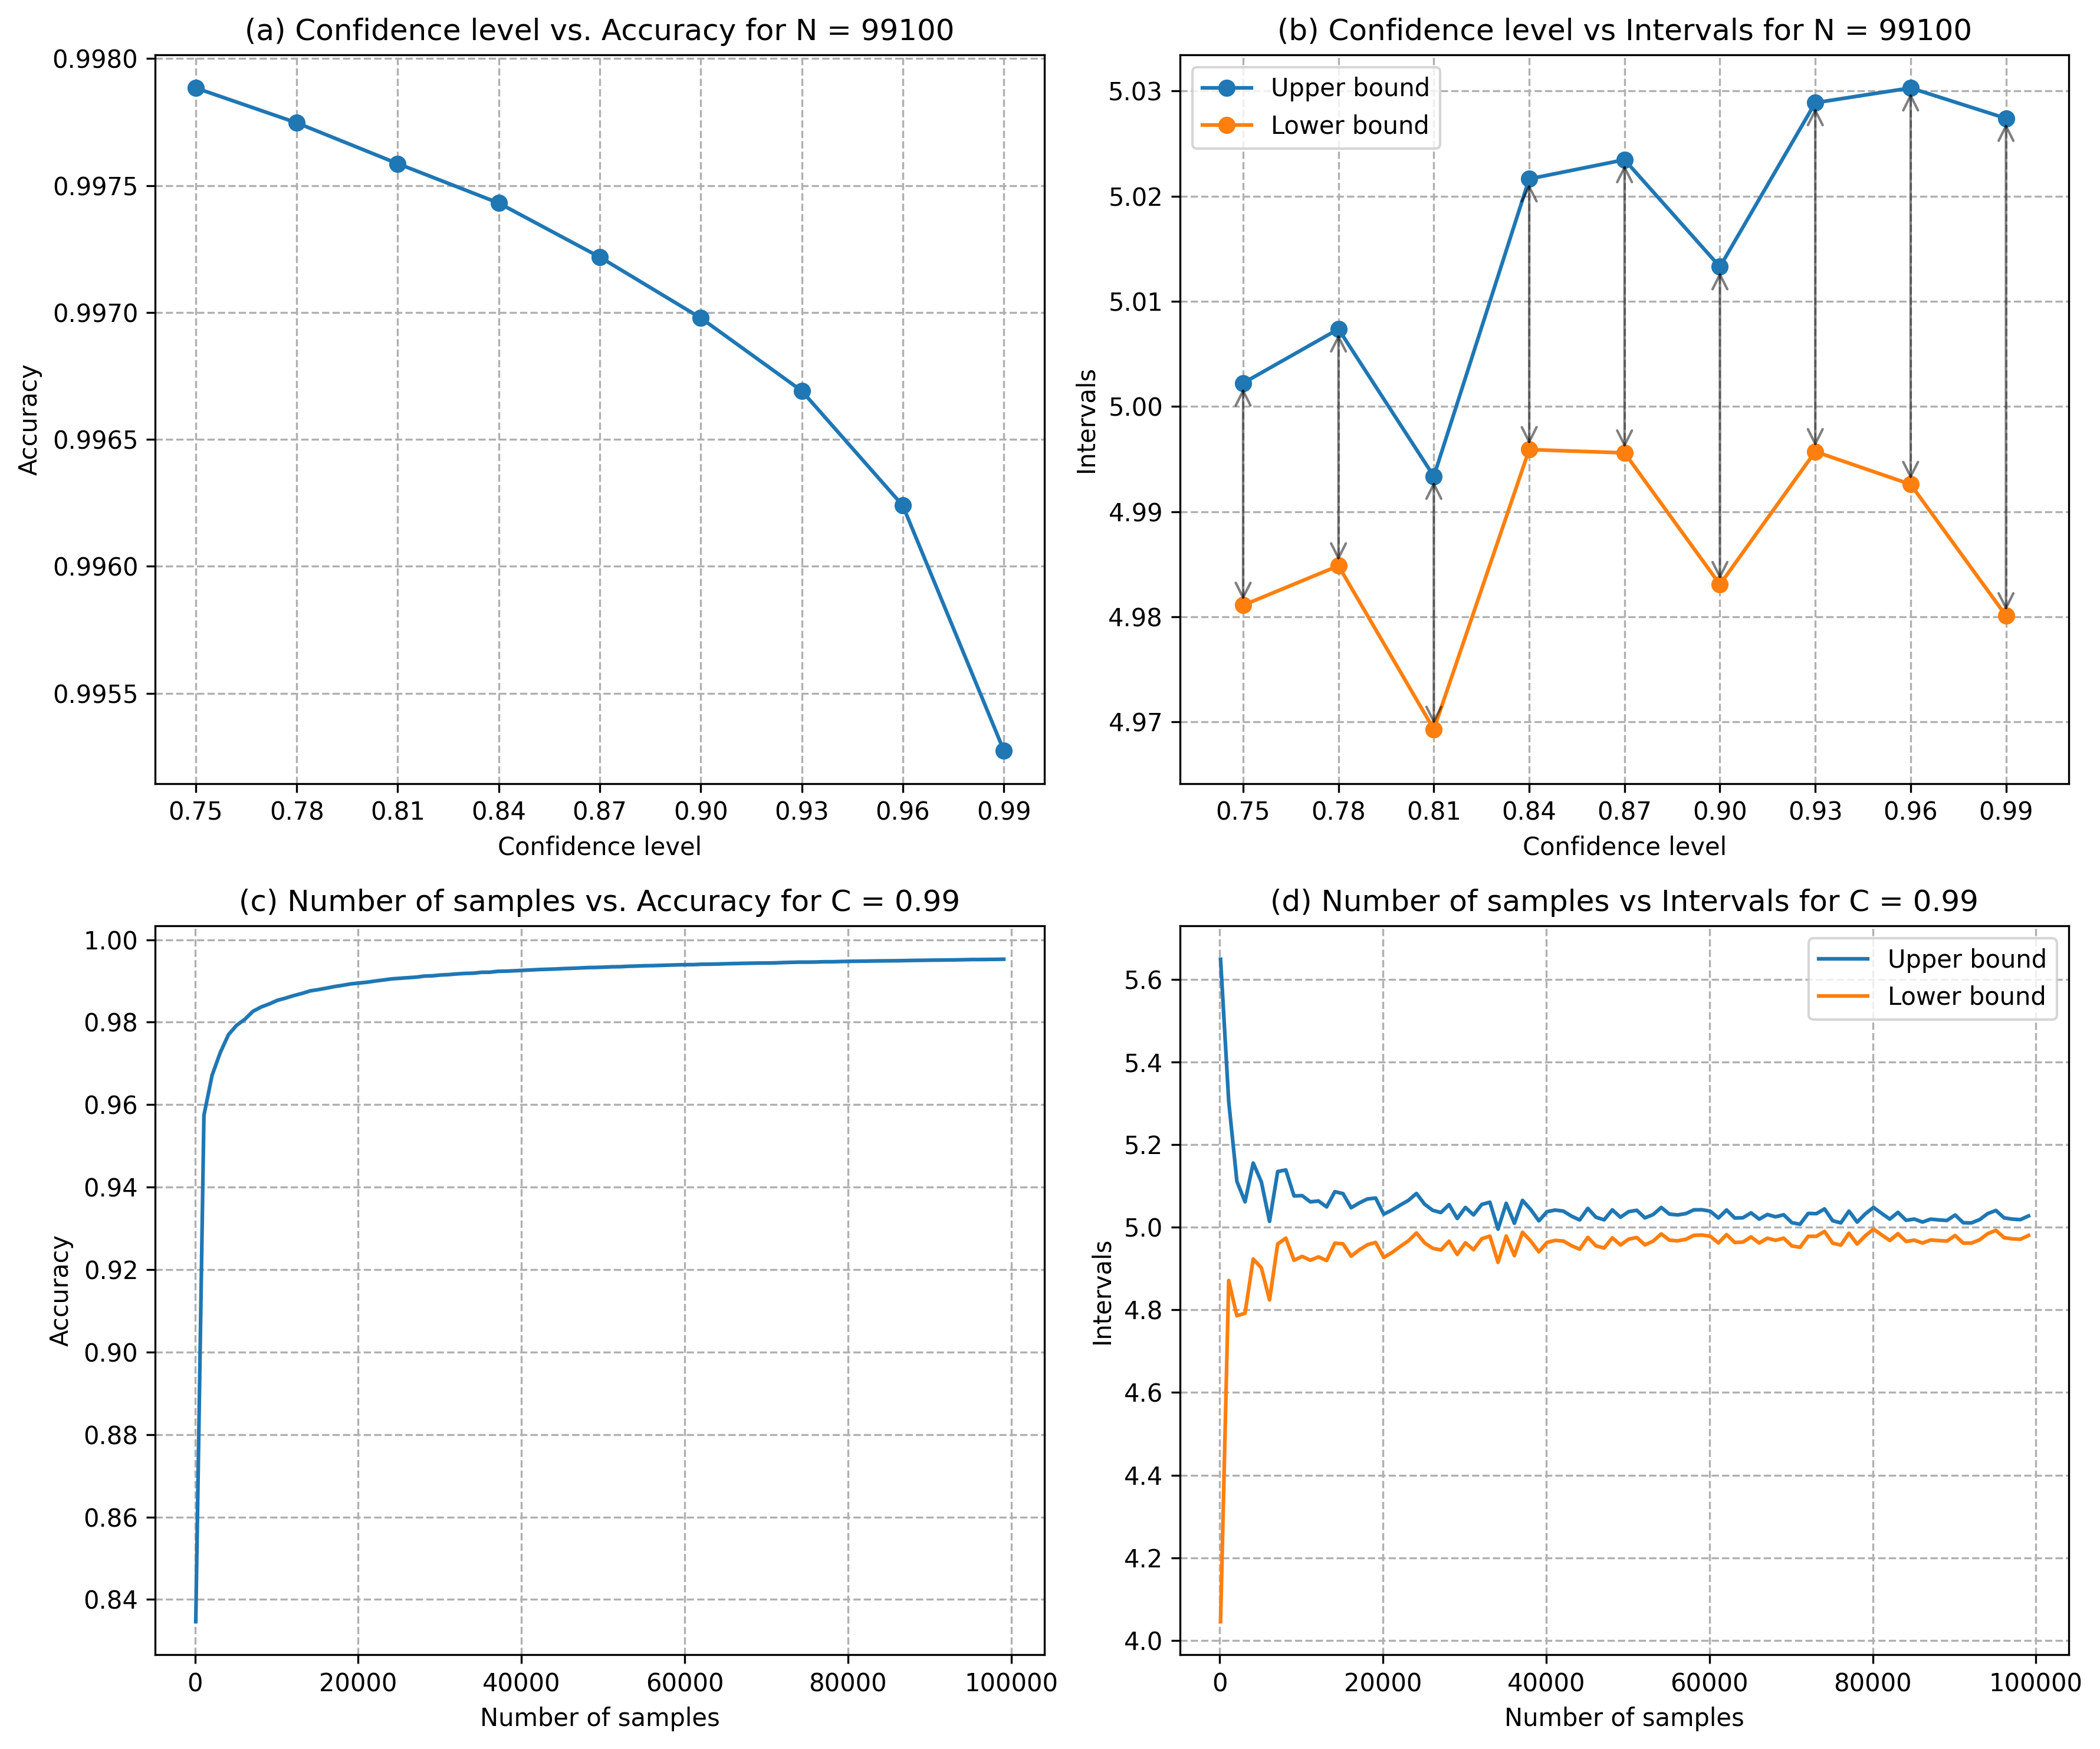 (a) Confidence level vs. Accuracy for N = 99100
0.9980
0.9975
0.9970
0.9965
0.9960
0.9955
Accuracy
0.75 0.78 0.81 0.84 0.87 0.90 0.93 0.96 0.99
Confidence level
(b) Confidence level vs Intervals for N = 99100
Upper bound
Lower bound
5.03
5.02
5.01
5.00
4.99
4.98
4.97
Intervals
0.75 0.78 0.81 0.84 0.87 0.90 0.93 0.96 0.99
Confidence level
(c) Number of samples vs. Accuracy for C = 0.99
1.00
0.98
0.96
0.94
0.92
0.90
0.88
0.86
0.84
Accuracy
0 20000 40000 60000 80000 100000
Number of samples
(d) Number of samples vs Intervals for C = 0.99
Upper bound
Lower bound
5.6
5.4
5.2
5.0
4.8
4.6
4.4
4.2
4.0
Intervals
0 20000 40000 60000 80000 100000
Number of samples